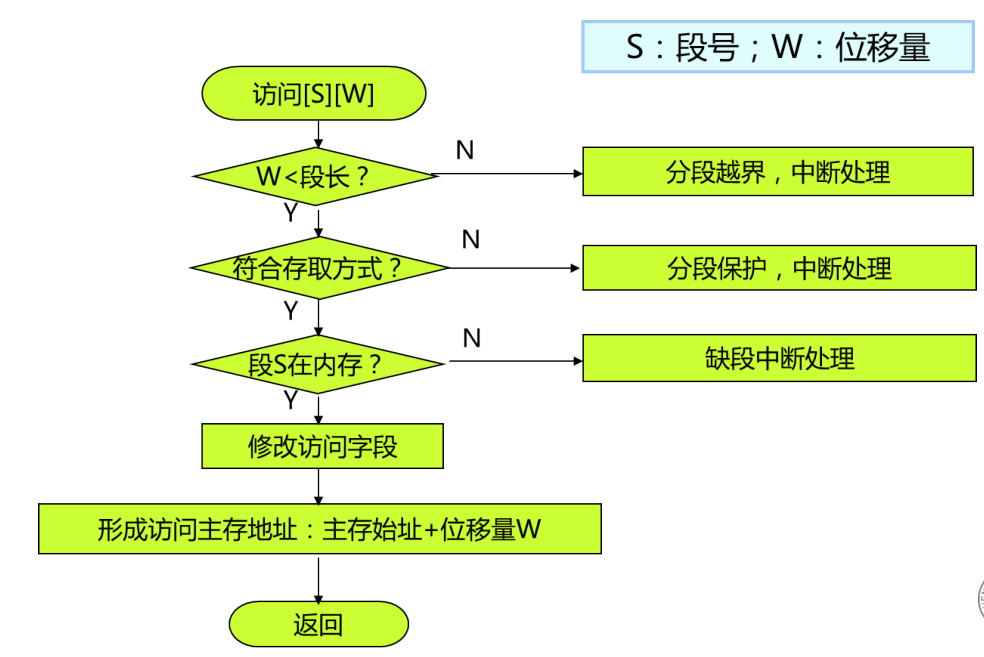 S：段号；W：位移量
访问[S][W]
W<段长？
N
分段越界，中断处理
Y
符合存取方式？
N
分段保护，中断处理
Y
段S在内存？
N
缺段中断处理
Y
修改访问字段
形成访问主存地址：主存始址+位移量W
返回